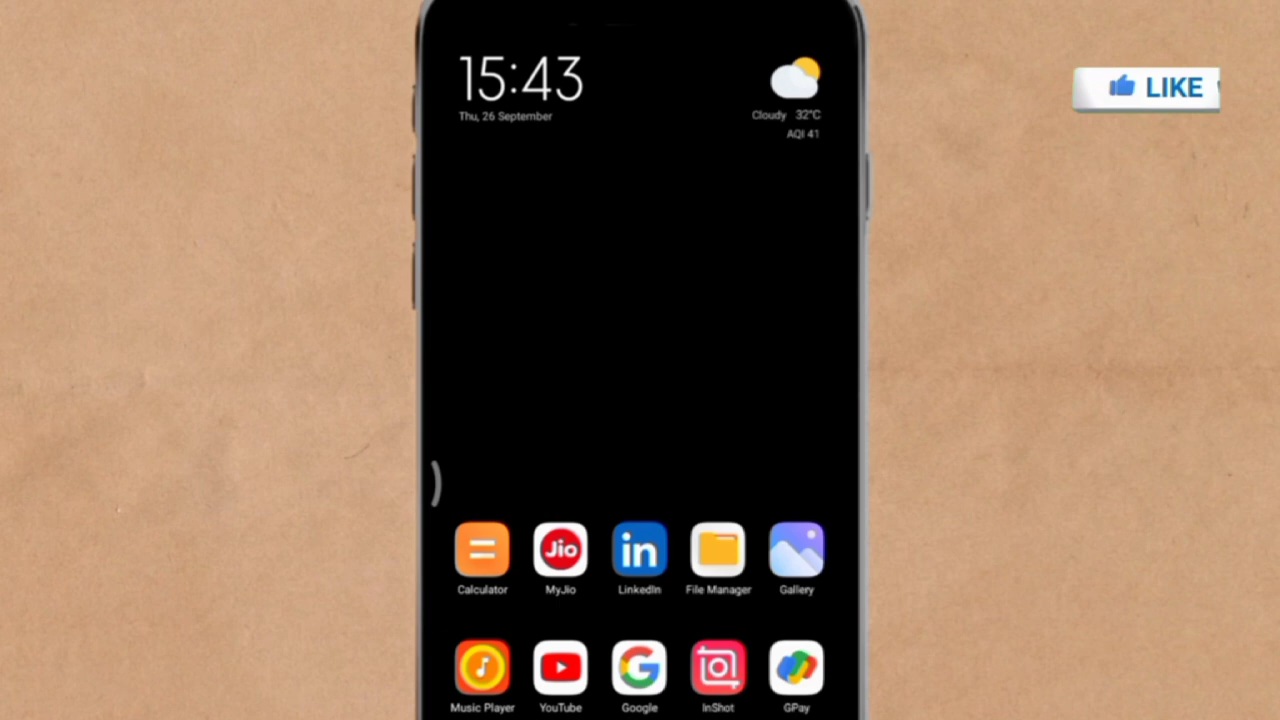 15:43
Thu, 26 September
Cloudy 32°C
AQI 41
LIKE
Jio
in
Calculator MyJio LinkedIn File Manager Gallery
G
Music Player YouTube Google InShot GPay